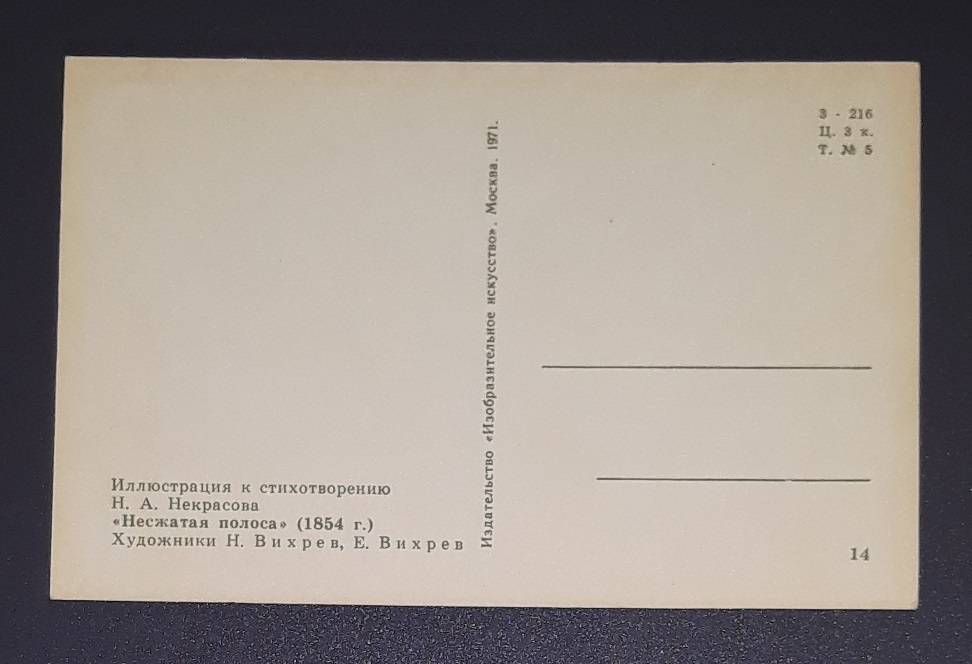 Иллюстрация к стихотворению
Н. А. Некрасова
«Несжатая полоса» (1854 г.)
Художники Н. Вихрев, Е. Вихрев
Издательство «Изобразительное искусство». Москва. 1971.
3 - 216
Ц. 3 к.
Т. № 5
14